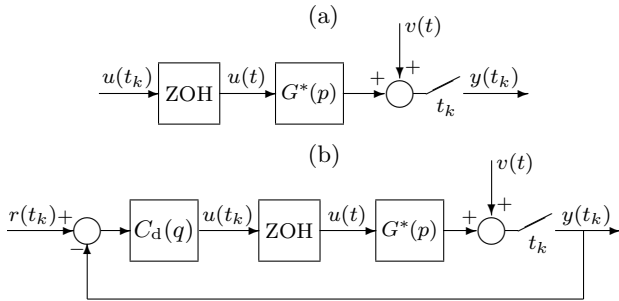 (a)
v(t)
u(t_k) ZOH u(t) G*(p) + + y(t_k)
t_k
(b)
v(t)
r(t_k) + − C_d(q) u(t_k) ZOH u(t) G*(p) + + y(t_k)
t_k